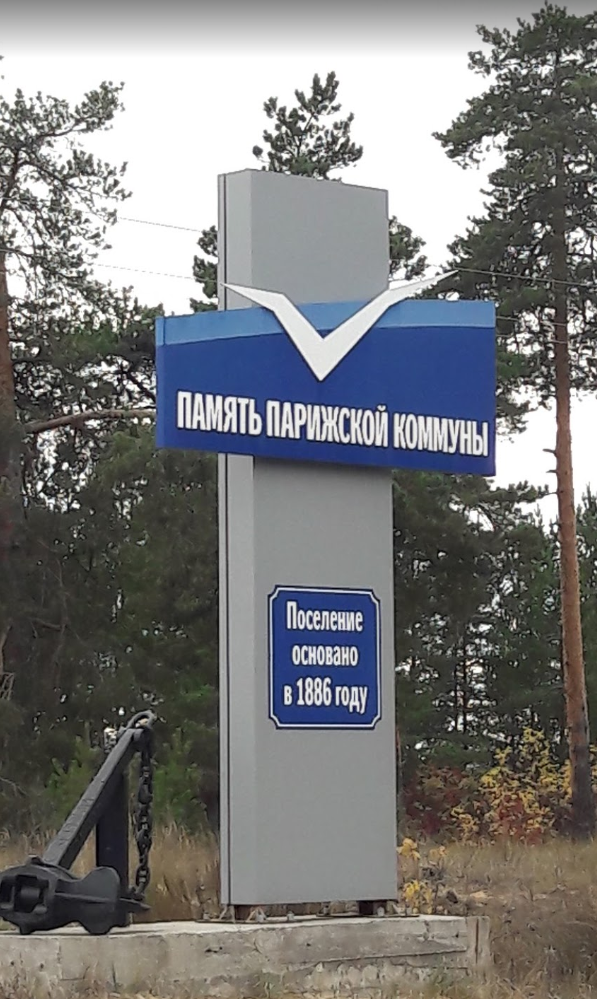 ПАМЯТЬ ПАРИЖСКОЙ КОММУНЫ
Поселение
основано
в 1886 году